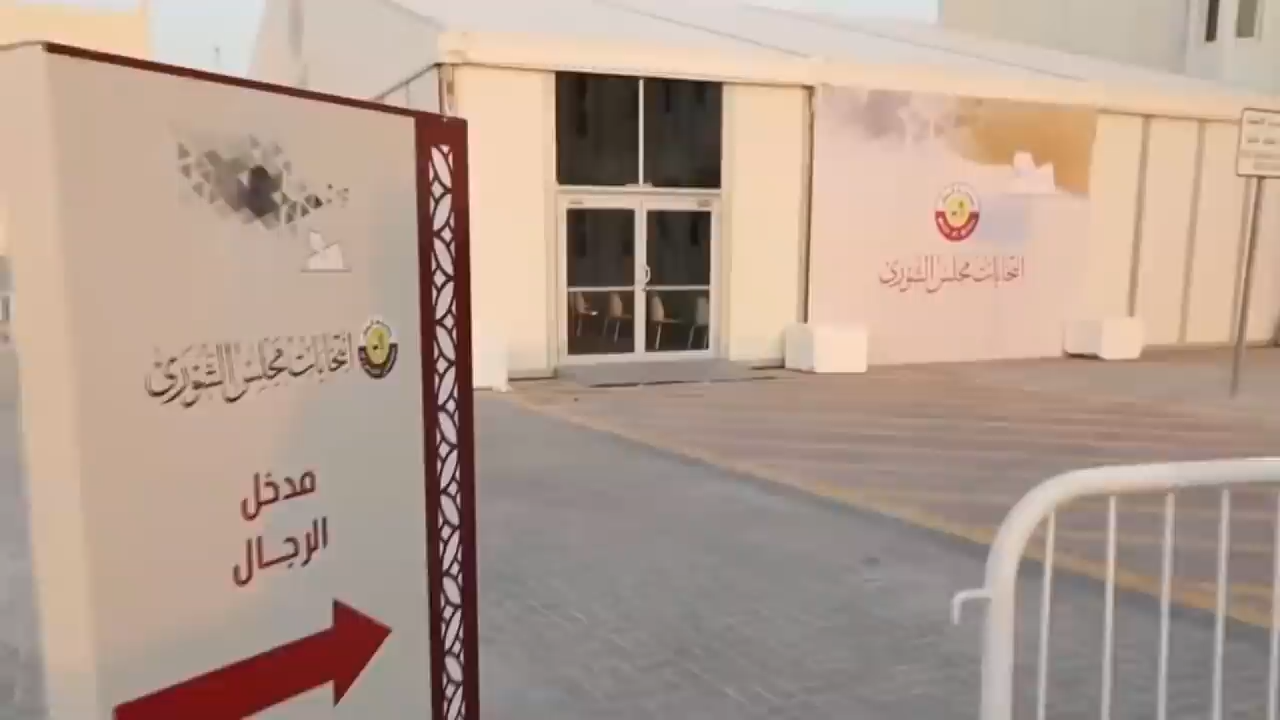 انتخابات مجلس الشورى
مدخل
الرجال
انتخابات مجلس الشورى